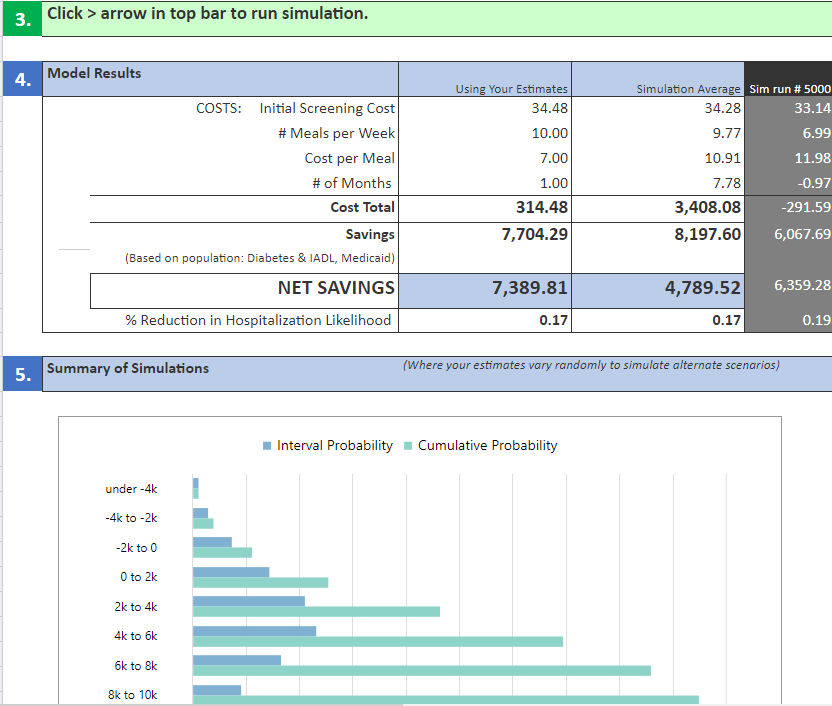 3. Click > arrow in top bar to run simulation.
4. Model Results
Using Your Estimates Simulation Average Sim run # 5000
COSTS: Initial Screening Cost 34.48 34.28 33.14
# Meals per Week 10.00 9.77 6.99
Cost per Meal 7.00 10.91 11.98
# of Months 1.00 7.78 -0.97
Cost Total 314.48 3,408.08 -291.59
Savings 7,704.29 8,197.60 6,067.69
(Based on population: Diabetes & IADL, Medicaid)
NET SAVINGS 7,389.81 4,789.52 6,359.28
% Reduction in Hospitalization Likelihood 0.17 0.17 0.19
5. Summary of Simulations (Where your estimates vary randomly to simulate alternate scenarios)
Interval Probability Cumulative Probability
under -4k
-4k to -2k
-2k to 0
0 to 2k
2k to 4k
4k to 6k
6k to 8k
8k to 10k